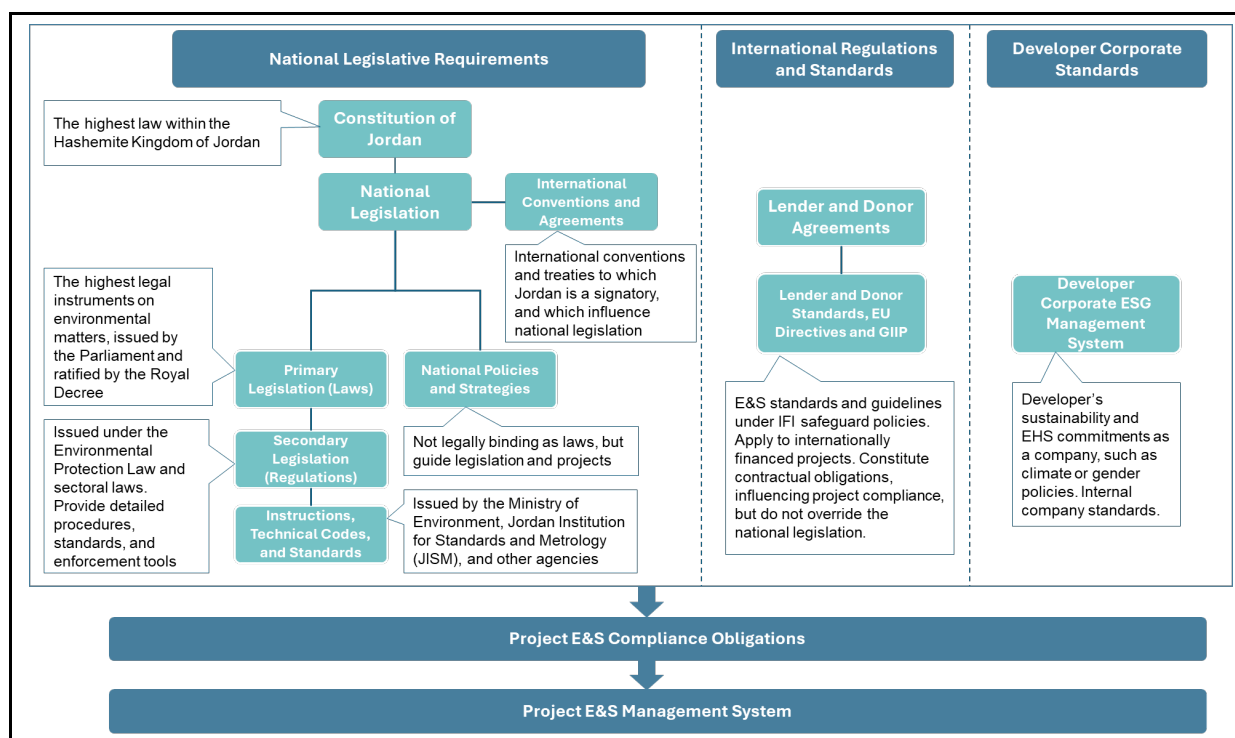 National Legislative Requirements
International Regulations
and Standards
Developer Corporate
Standards
The highest law within the
Hashemite Kingdom of Jordan
Constitution of
Jordan
National
Legislation
International
Conventions and
Agreements
International conventions
and treaties to which
Jordan is a signatory,
and which influence
national legislation
The highest legal
instruments on
environmental
matters, issued by
the Parliament and
ratified by the Royal
Decree
Primary
Legislation (Laws)
National Policies
and Strategies
Not legally binding as laws, but
guide legislation and projects
Issued under the
Environmental
Protection Law and
sectoral laws.
Provide detailed
procedures,
standards, and
enforcement tools
Secondary
Legislation
(Regulations)
Instructions,
Technical Codes,
and Standards
Issued by the Ministry of
Environment, Jordan Institution
for Standards and Metrology
(JISM), and other agencies
Lender and Donor
Agreements
Lender and Donor
Standards, EU
Directives and GIIP
E&S standards and guidelines
under IFI safeguard policies.
Apply to internationally
financed projects. Constitute
contractual obligations,
influencing project compliance,
but do not override the
national legislation.
Developer
Corporate ESG
Management
System
Developer's
sustainability and
EHS commitments as
a company, such as
climate or gender
policies. Internal
company standards.
Project E&S Compliance Obligations
Project E&S Management System